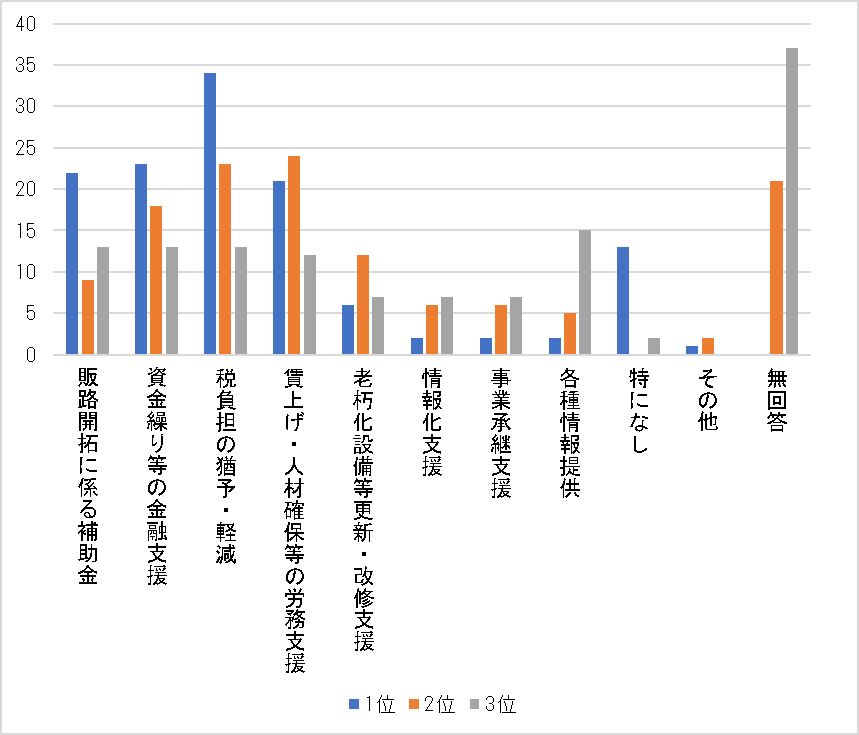 40
35
30
25
20
15
10
5
0
販路開拓に係る補助金
資金繰り等の金融支援
税負担の猶予・軽減
賃上げ・人材確保等の労務支援
老朽化設備等更新・改修支援
情報化支援
事業承継支援
各種情報提供
特になし
その他
無回答
1位 2位 3位